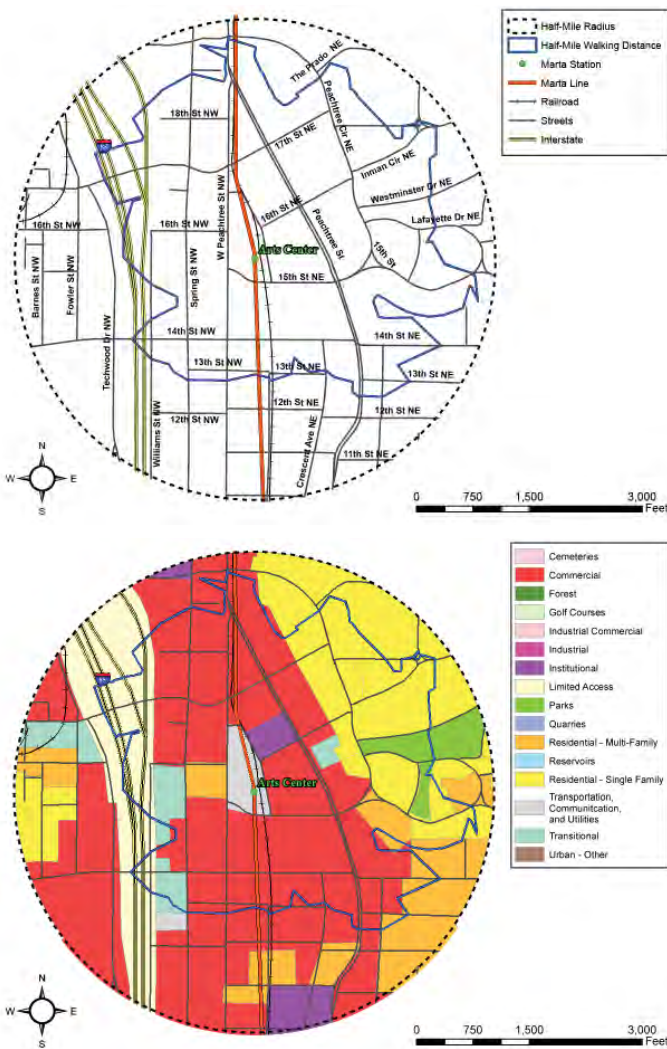 Half-Mile Radius
Half-Mile Walking Distance
Marta Station
Marta Line
Railroad
Streets
Interstate
The Prado NE
Peachtree Cir NE
18th St NW
17th St NE
Inman Cir NE
Westminster Dr NE
Lafayette Dr NE
16th St NE
Peachtree St
15th St
W Peachtree St NW
Arts Center
16th St NW
16th St NW
Barnes St NW
Fowler St NW
Techwood Dr NW
Spring St NW
15th St NE
14th St NW
14th St NE
13th St NW
13th St NE
13th St NE
12th St NW
12th St NE
12th St NE
Williams St NW
Crescent Ave NE
11th St NE
N
W
E
S
0 750 1,500 3,000
Feet
Cemeteries
Commercial
Forest
Golf Courses
Industrial Commercial
Industrial
Institutional
Limited Access
Parks
Quarries
Residential - Multi-Family
Reservoirs
Residential - Single Family
Transportation,
Communitcation,
and Utilities
Transitional
Urban - Other
Arts Center
N
W
E
S
0 750 1,500 3,000
Feet